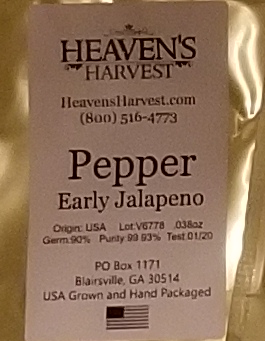 HEAVEN'S
HARVEST
HeavensHarvest.com
(800) 516-4773
Pepper
Early Jalapeno
Origin: USA Lot:V6778 .038oz
Germ:90% Purity 99.93% Test 01/20
PO Box 1171
Blairsville, GA 30514
USA Grown and Hand Packaged